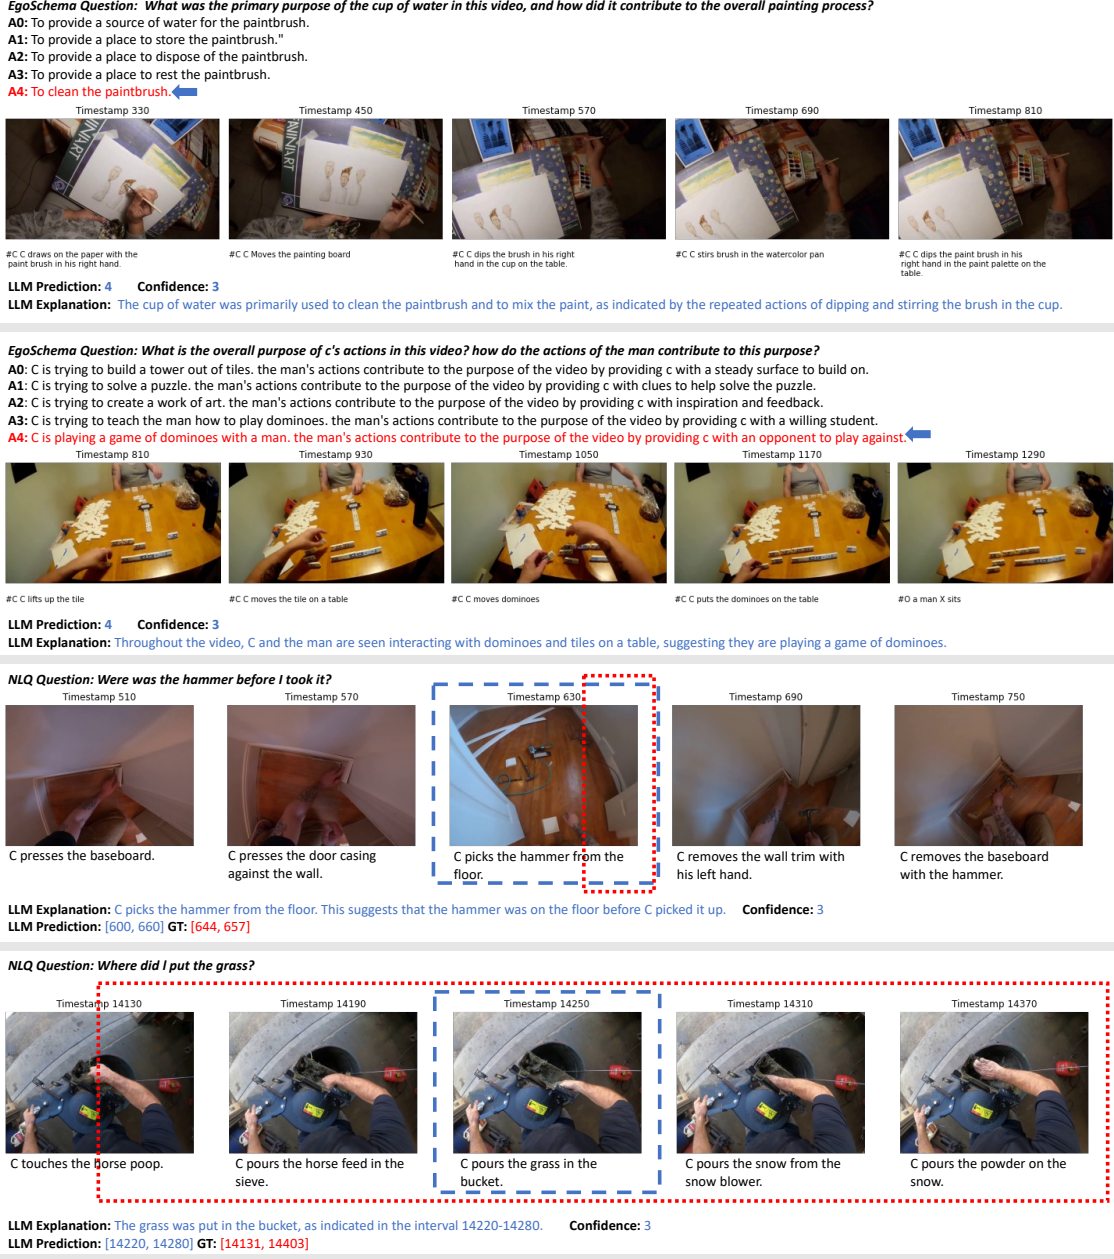 EgoSchema Question: What was the primary purpose of the cup of water in this video, and how did it contribute to the overall painting process?
A0: To provide a source of water for the paintbrush.
A1: To provide a place to store the paintbrush."
A2: To provide a place to dispose of the paintbrush.
A3: To provide a place to rest the paintbrush.
A4: To clean the paintbrush.
Timestamp 330 Timestamp 450 Timestamp 570 Timestamp 690 Timestamp 810
#C C draws on the paper with the paint brush in his right hand.
#C C Moves the painting board
#C C dips the brush in his right hand in the cup on the table.
#C C stirs brush in the watercolor pan
#C C dips the paint brush in his right hand in the paint palette on the table.
LLM Prediction: 4 Confidence: 3
LLM Explanation: The cup of water was primarily used to clean the paintbrush and to mix the paint, as indicated by the repeated actions of dipping and stirring the brush in the cup.
EgoSchema Question: What is the overall purpose of c's actions in this video? how do the actions of the man contribute to this purpose?
A0: C is trying to build a tower out of tiles. the man's actions contribute to the purpose of the video by providing c with a steady surface to build on.
A1: C is trying to solve a puzzle. the man's actions contribute to the purpose of the video by providing c with clues to help solve the puzzle.
A2: C is trying to create a work of art. the man's actions contribute to the purpose of the video by providing c with inspiration and feedback.
A3: C is trying to teach the man how to play dominoes. the man's actions contribute to the purpose of the video by providing c with a willing student.
A4: C is playing a game of dominoes with a man. the man's actions contribute to the purpose of the video by providing c with an opponent to play against.
Timestamp 810 Timestamp 930 Timestamp 1050 Timestamp 1170 Timestamp 1290
#C C lifts up the tile
#C C moves the tile on a table
#C C moves dominoes
#C C puts the dominoes on the table
#O a man X sits
LLM Prediction: 4 Confidence: 3
LLM Explanation: Throughout the video, C and the man are seen interacting with dominoes and tiles on a table, suggesting they are playing a game of dominoes.
NLQ Question: Were was the hammer before I took it?
Timestamp 510 Timestamp 570 Timestamp 630 Timestamp 690 Timestamp 750
C presses the baseboard.
C presses the door casing against the wall.
C picks the hammer from the floor.
C removes the wall trim with his left hand.
C removes the baseboard with the hammer.
LLM Explanation: C picks the hammer from the floor. This suggests that the hammer was on the floor before C picked it up. Confidence: 3
LLM Prediction: [600, 660] GT: [644, 657]
NLQ Question: Where did I put the grass?
Timestamp 14130 Timestamp 14190 Timestamp 14250 Timestamp 14310 Timestamp 14370
C touches the horse poop.
C pours the horse feed in the sieve.
C pours the grass in the bucket.
C pours the snow from the snow blower.
C pours the powder on the snow.
LLM Explanation: The grass was put in the bucket, as indicated in the interval 14220-14280. Confidence: 3
LLM Prediction: [14220, 14280] GT: [14131, 14403]